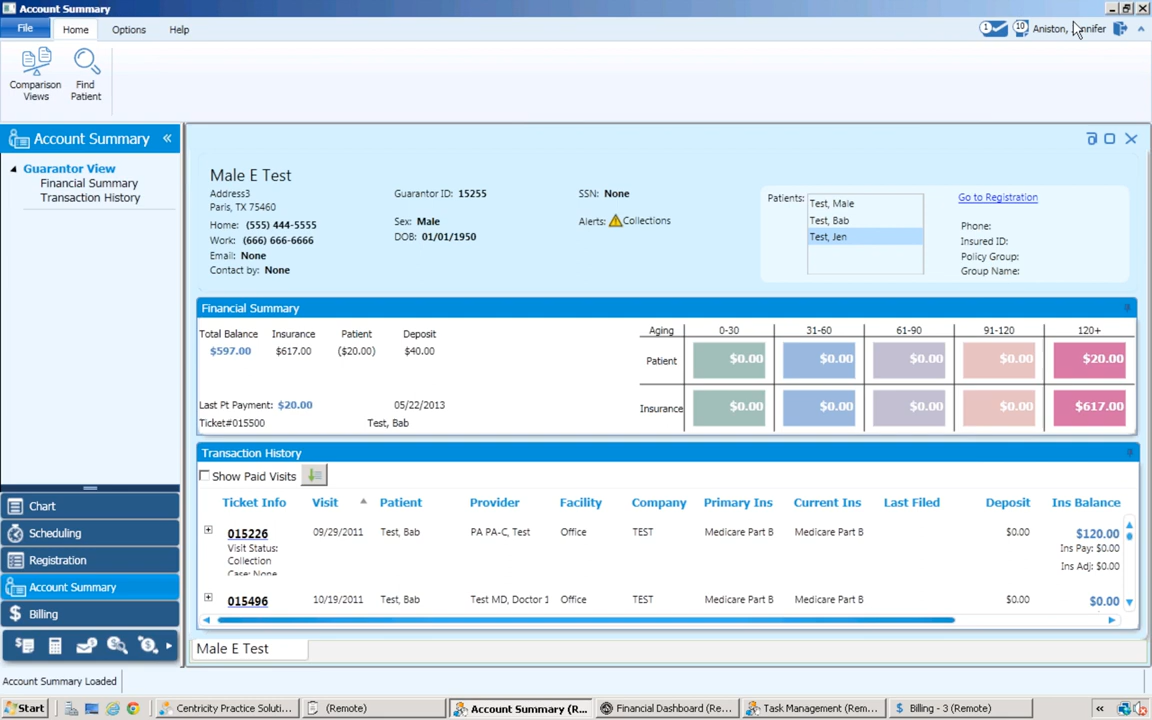 Account Summary
File Home Options Help
1 10 Aniston, nnifer
Comparison Views
Find Patient
Account Summary «
Guarantor View
Financial Summary
Transaction History
Chart
Scheduling
Registration
Account Summary
Billing
Account Summary Loaded
Male E Test
Address3
Paris, TX 75460
Home: (555) 444-5555
Work: (666) 666-6666
Email: None
Contact by: None
Guarantor ID: 15255
Sex: Male
DOB: 01/01/1950
SSN: None
Alerts: Collections
Patients:
Test, Male
Test, Bab
Test, Jen
Go to Registration
Phone:
Insured ID:
Policy Group:
Group Name:
Financial Summary
Total Balance Insurance Patient Deposit
$597.00 $617.00 ($20.00) $40.00
Last Pt Payment: $20.00 05/22/2013
Ticket#015500 Test, Bab
Aging 0-30 31-60 61-90 91-120 120+
Patient $0.00 $0.00 $0.00 $0.00 $20.00
Insurance $0.00 $0.00 $0.00 $0.00 $617.00
Transaction History
Show Paid Visits
Ticket Info Visit Patient Provider Facility Company Primary Ins Current Ins Last Filed Deposit Ins Balance
015226 09/29/2011 Test, Bab PA PA-C, Test Office TEST Medicare Part B Medicare Part B $0.00 $120.00
Visit Status: Ins Pay: $0.00
Collection Ins Adj: $0.00
Case: None
015496 10/19/2011 Test, Bab Test MD, Doctor 1 Office TEST Medicare Part B Medicare Part B $0.00 $0.00
Male E Test
Start Centricity Practice Soluti... (Remote) Account Summary (R... Financial Dashboard (Re... Task Management (Rem... $ Billing - 3 (Remote) «